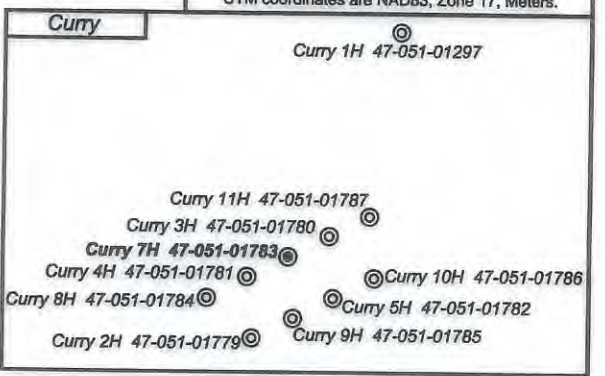 UTM coordinates are NAD83, Zone 17, Meters.
Curry
Curry 1H 47-051-01297
Curry 11H 47-051-01787
Curry 3H 47-051-01780
Curry 7H 47-051-01783
Curry 4H 47-051-01781
Curry 10H 47-051-01786
Curry 8H 47-051-01784
Curry 5H 47-051-01782
Curry 2H 47-051-01779
Curry 9H 47-051-01785